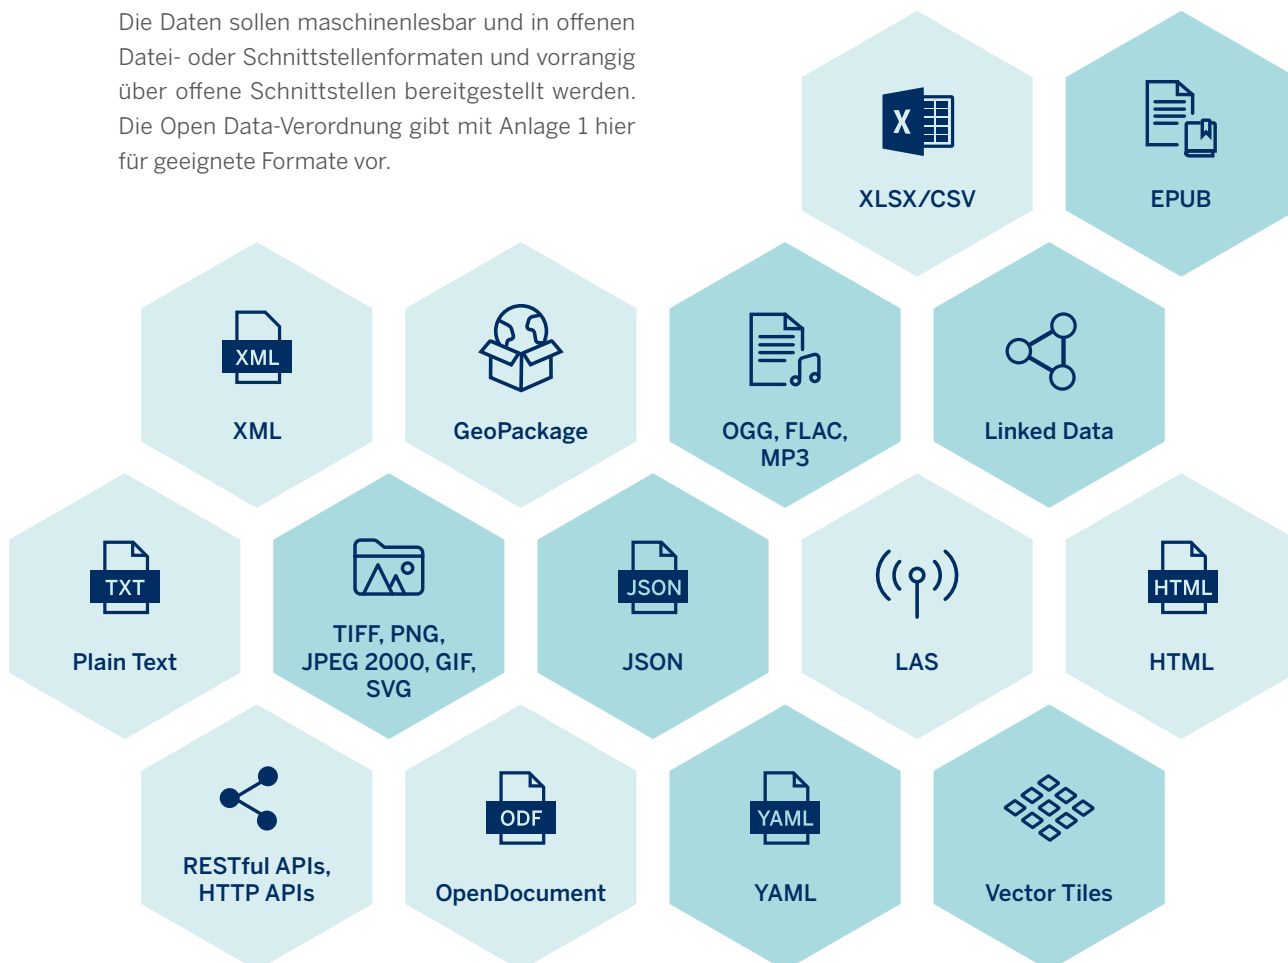 Die Daten sollen maschinenlesbar und in offenen
Datei- oder Schnittstellenformaten und vorrangig
über offene Schnittstellen bereitgestellt werden.
Die Open Data-Verordnung gibt mit Anlage 1 hier
für geeignete Formate vor.
X
XLSX/CSV
EPUB
XML
XML
GeoPackage
OGG, FLAC,
MP3
Linked Data
TXT
Plain Text
TIFF, PNG,
JPEG 2000, GIF,
SVG
JSON
JSON
LAS
HTML
HTML
RESTful APIs,
HTTP APIs
ODF
OpenDocument
YAML
YAML
Vector Tiles